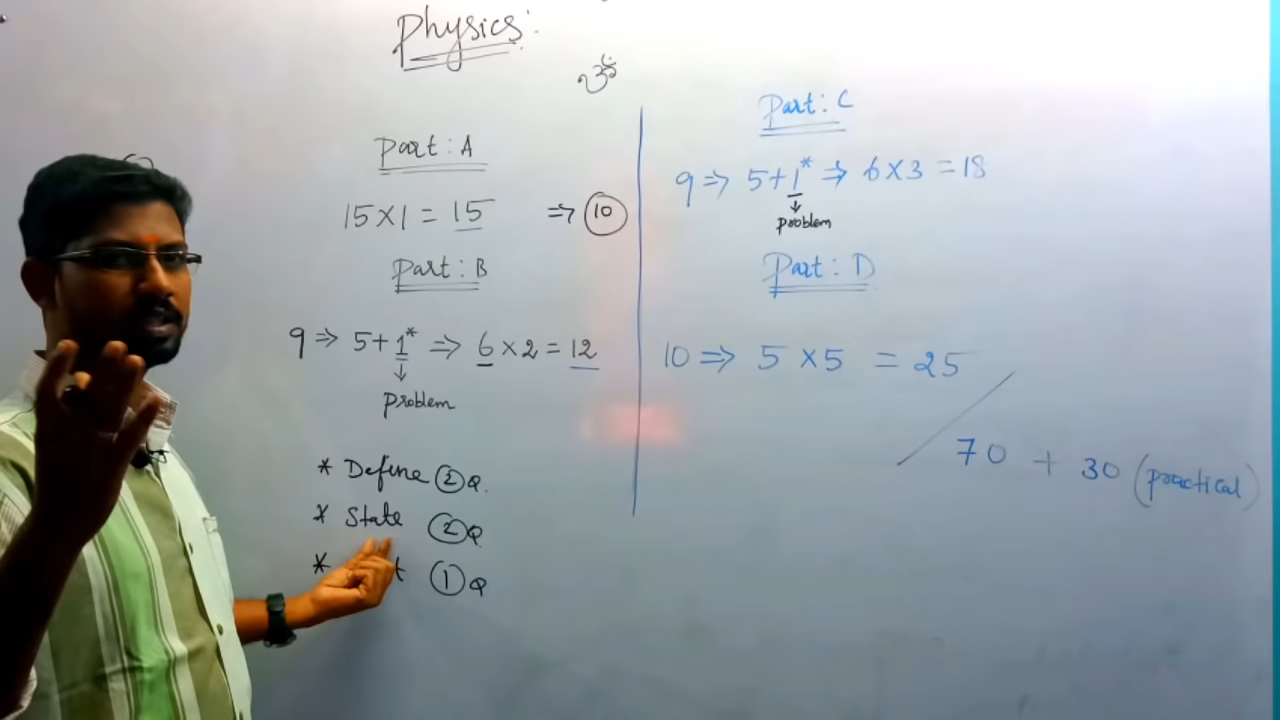 Physics:
ௐ
Part: A
15×1 = 15 ⇒ 10
Part: B
9 ⇒ 5+1* ⇒ 6×2 = 12
↓
Problem
* Define ② Q.
* State ② Q.
* ① Q
Part: C
9 ⇒ 5+1* ⇒ 6×3 = 18
↓
Problem
Part: D
10 ⇒ 5×5 = 25
70 + 30 (practical)